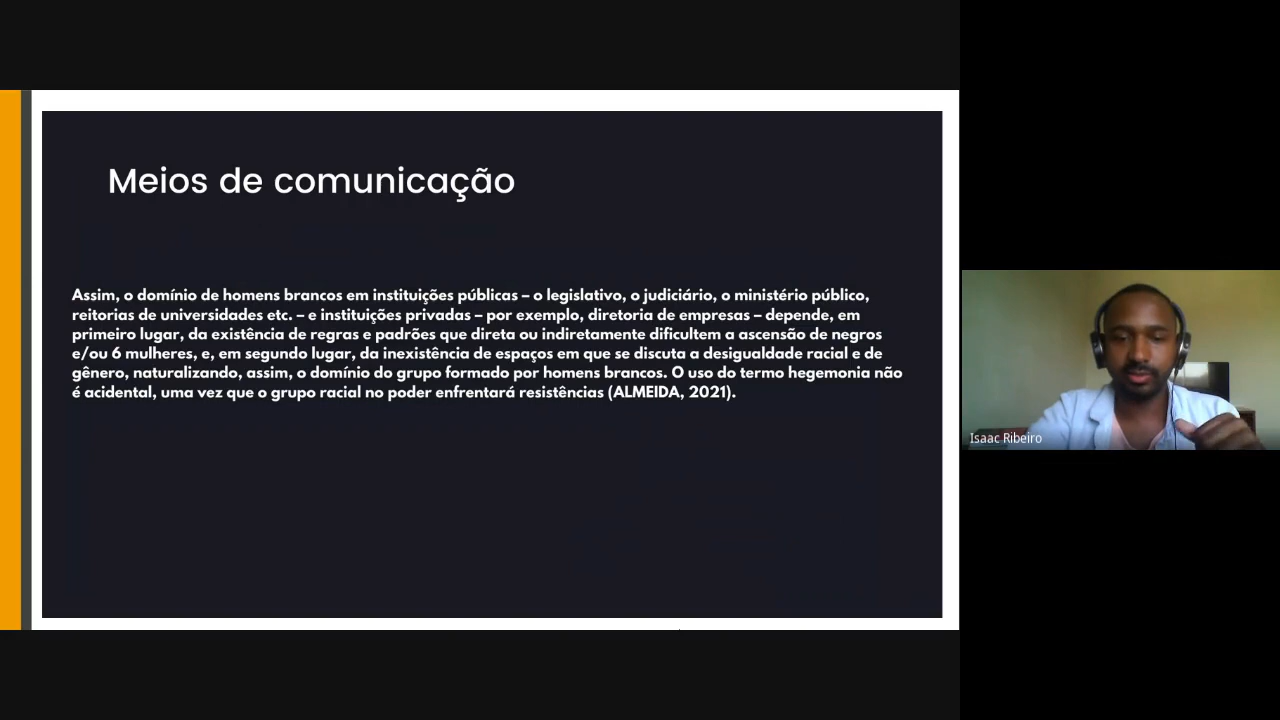 Meios de comunicação
Assim, o domínio de homens brancos em instituições públicas – o legislativo, o judiciário, o ministério público,
reitorias de universidades etc. – e instituições privadas – por exemplo, diretoria de empresas – depende, em
primeiro lugar, da existência de regras e padrões que direta ou indiretamente dificultem a ascensão de negros
e/ou 6 mulheres, e, em segundo lugar, da inexistência de espaços em que se discuta a desigualdade racial e de
gênero, naturalizando, assim, o domínio do grupo formado por homens brancos. O uso do termo hegemonia não
é acidental, uma vez que o grupo racial no poder enfrentará resistências (ALMEIDA, 2021).
Isaac Ribeiro